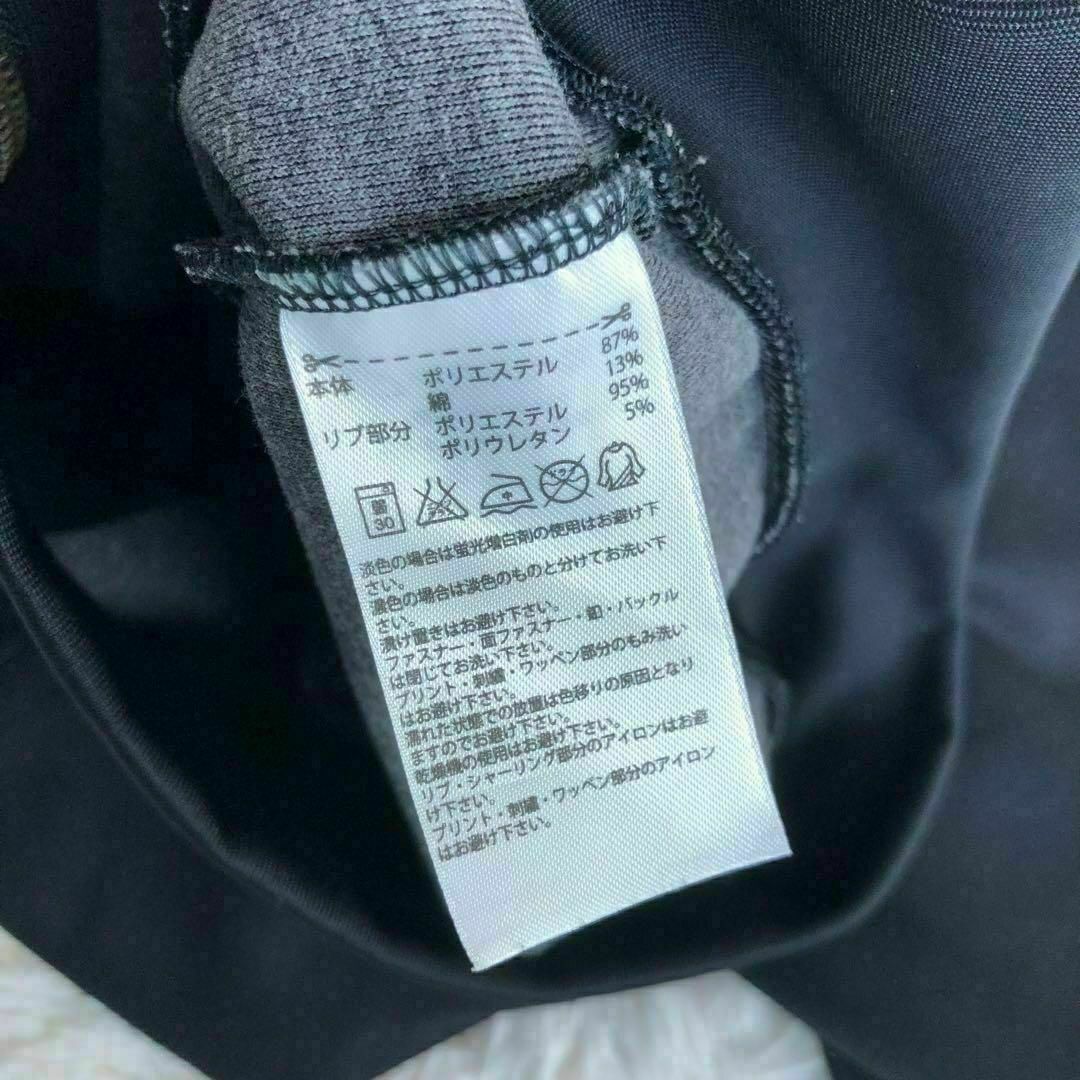 本体 ポリエステル 87%
綿 13%
リブ部分 ポリエステル 95%
ポリウレタン 5%
30
淡色の場合は蛍光増白剤の使用はお避け下
さい。
濃色の場合は淡色のものと分けてお洗い下
さい。
漬け置きはお避け下さい。
ファスナー・面ファスナー・釦・バックル
は閉じてお洗い下さい。
プリント・刺繍・ワッペン部分のもみ洗い
はお避け下さい。
濡れた状態での放置は色移りの原因となり
ますのでお避け下さい。
乾燥機の使用はお避け下さい。
リブ・シャーリング部分のアイロンはお避
け下さい。
プリント・刺繍・ワッペン部分のアイロン
はお避け下さい。